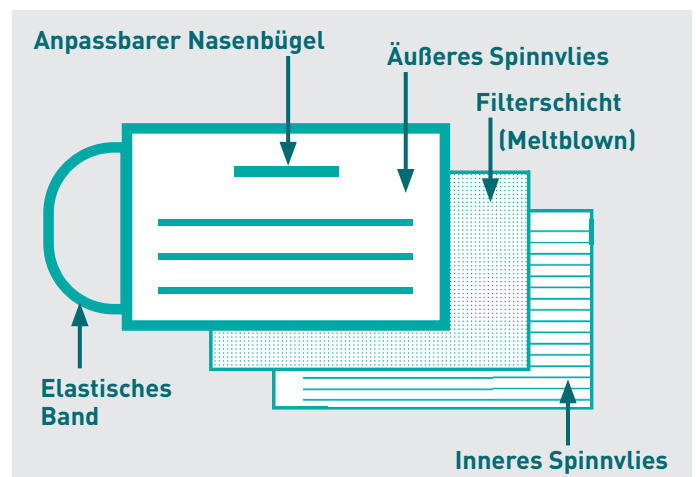 Anpassbarer Nasenbügel
Äußeres Spinnvlies
Filterschicht
(Meltblown)
Elastisches
Band
Inneres Spinnvlies